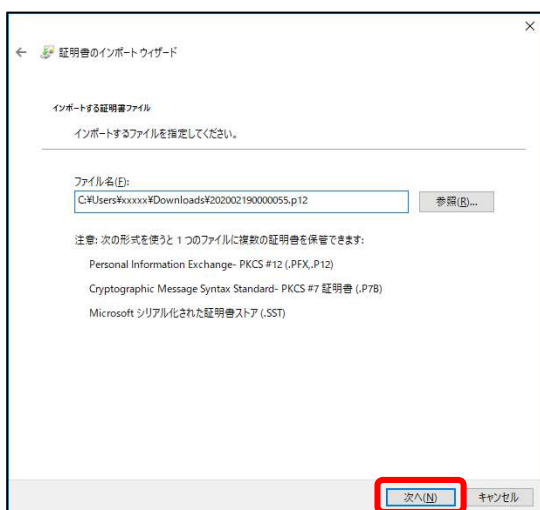 証明書のインポート ウィザード
インポートする証明書ファイル
インポートするファイルを指定してください。
ファイル名(F):
C:¥Users¥xxxxx¥Downloads¥202002190000055.p12
参照(R)...
注意: 次の形式を使うと 1 つのファイルに複数の証明書を保管できます:
Personal Information Exchange- PKCS #12 (.PFX,.P12)
Cryptographic Message Syntax Standard- PKCS #7 証明書 (.P7B)
Microsoft シリアル化された証明書ストア (.SST)
次へ(N)
キャンセル